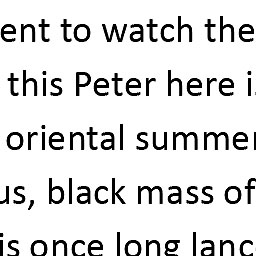 ent to watch the
this Peter here i
oriental summer
us, black mass of
is once long lanc